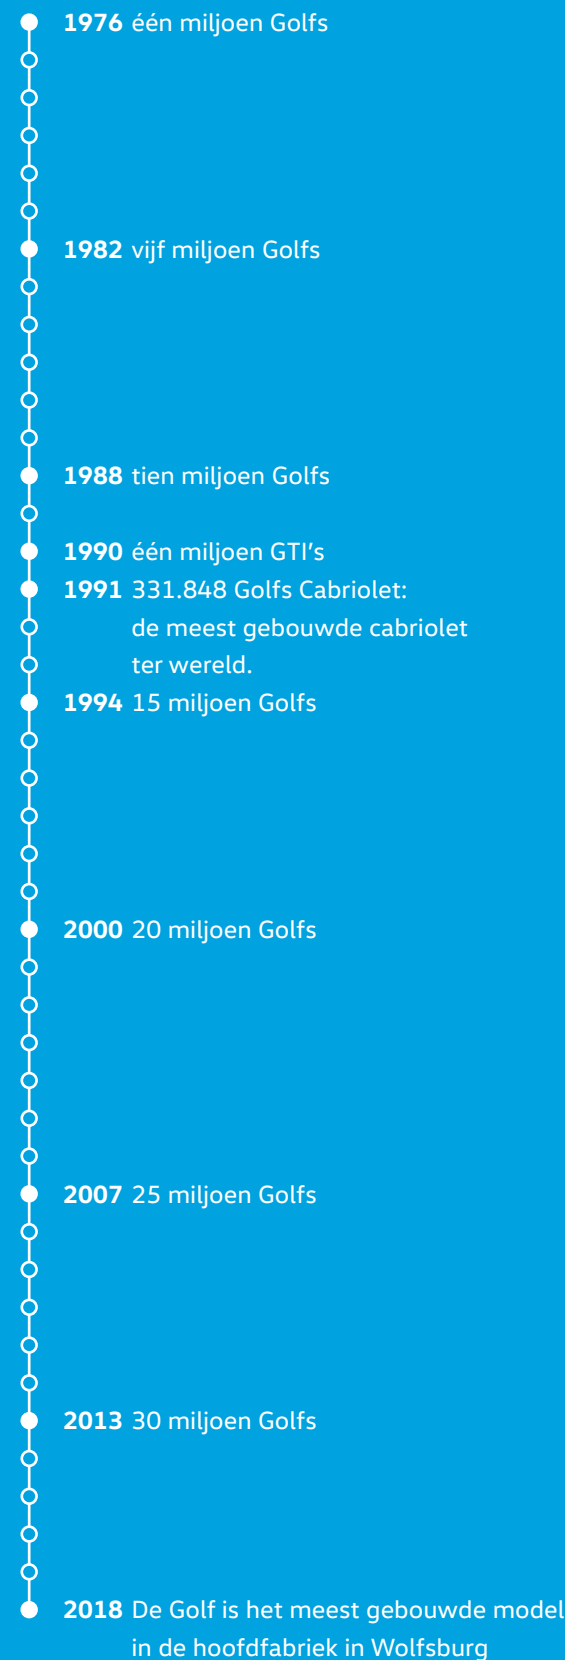 1976 één miljoen Golfs
1982 vijf miljoen Golfs
1988 tien miljoen Golfs
1990 één miljoen GTI's
1991 331.848 Golfs Cabriolet:
de meest gebouwde cabriolet
ter wereld.
1994 15 miljoen Golfs
2000 20 miljoen Golfs
2007 25 miljoen Golfs
2013 30 miljoen Golfs
2018 De Golf is het meest gebouwde model
in de hoofdfabriek in Wolfsburg